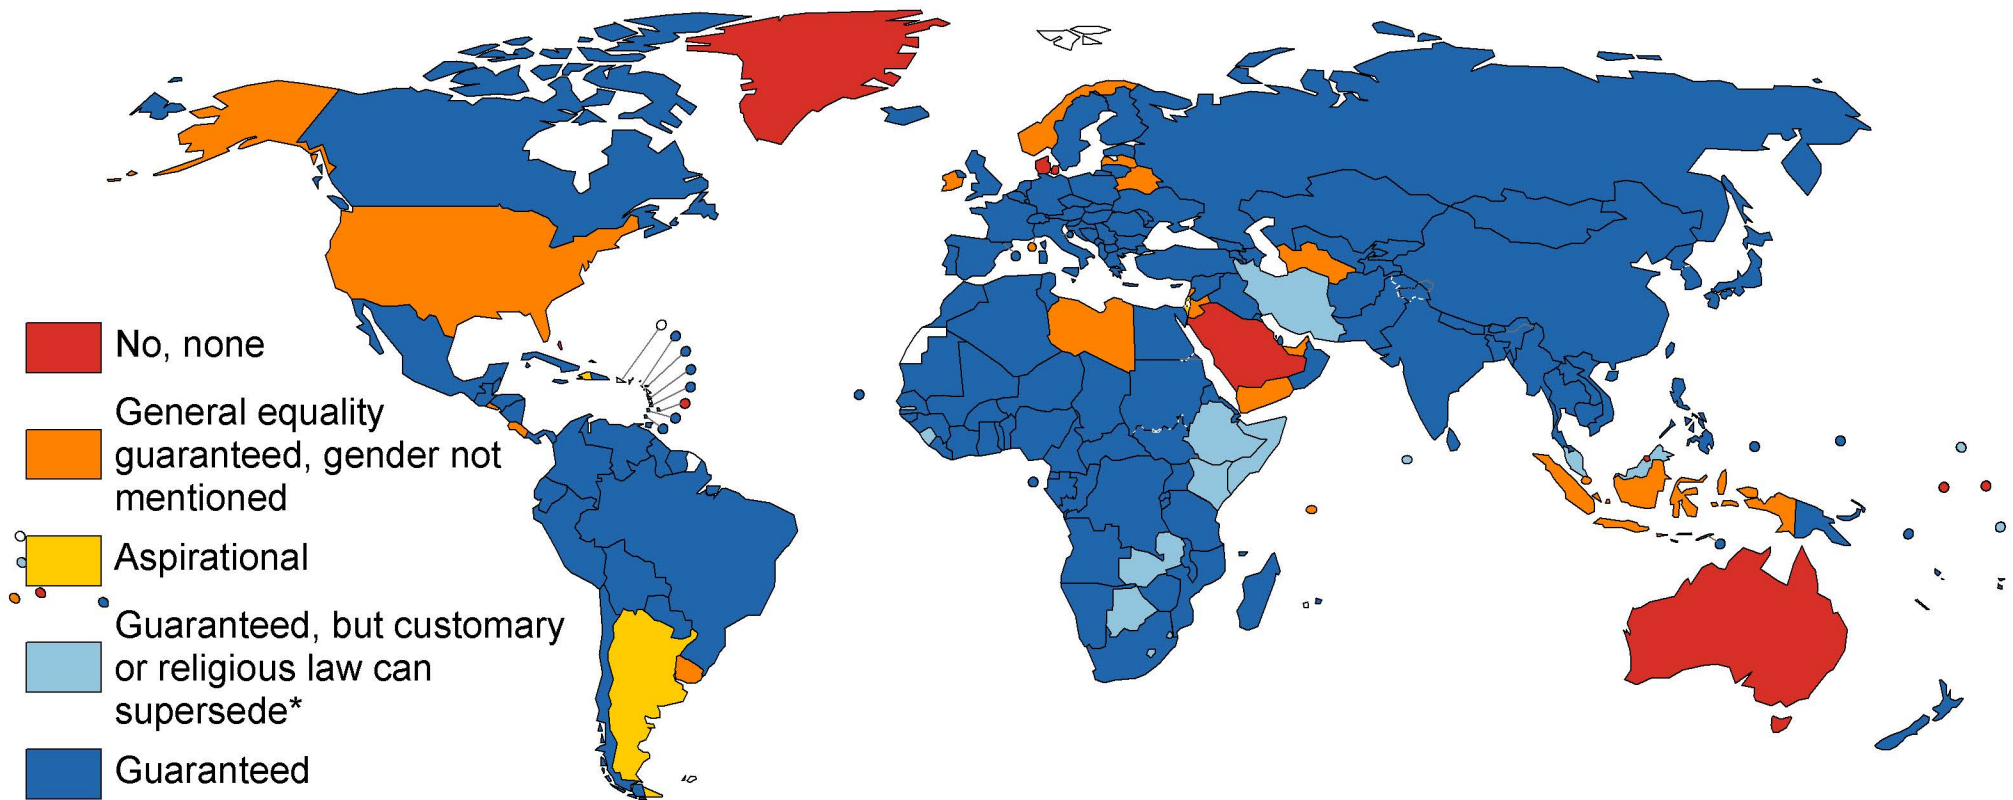 No, none
General equality
guaranteed, gender not
mentioned
Aspirational
Guaranteed, but customary
or religious law can
supersede*
Guaranteed